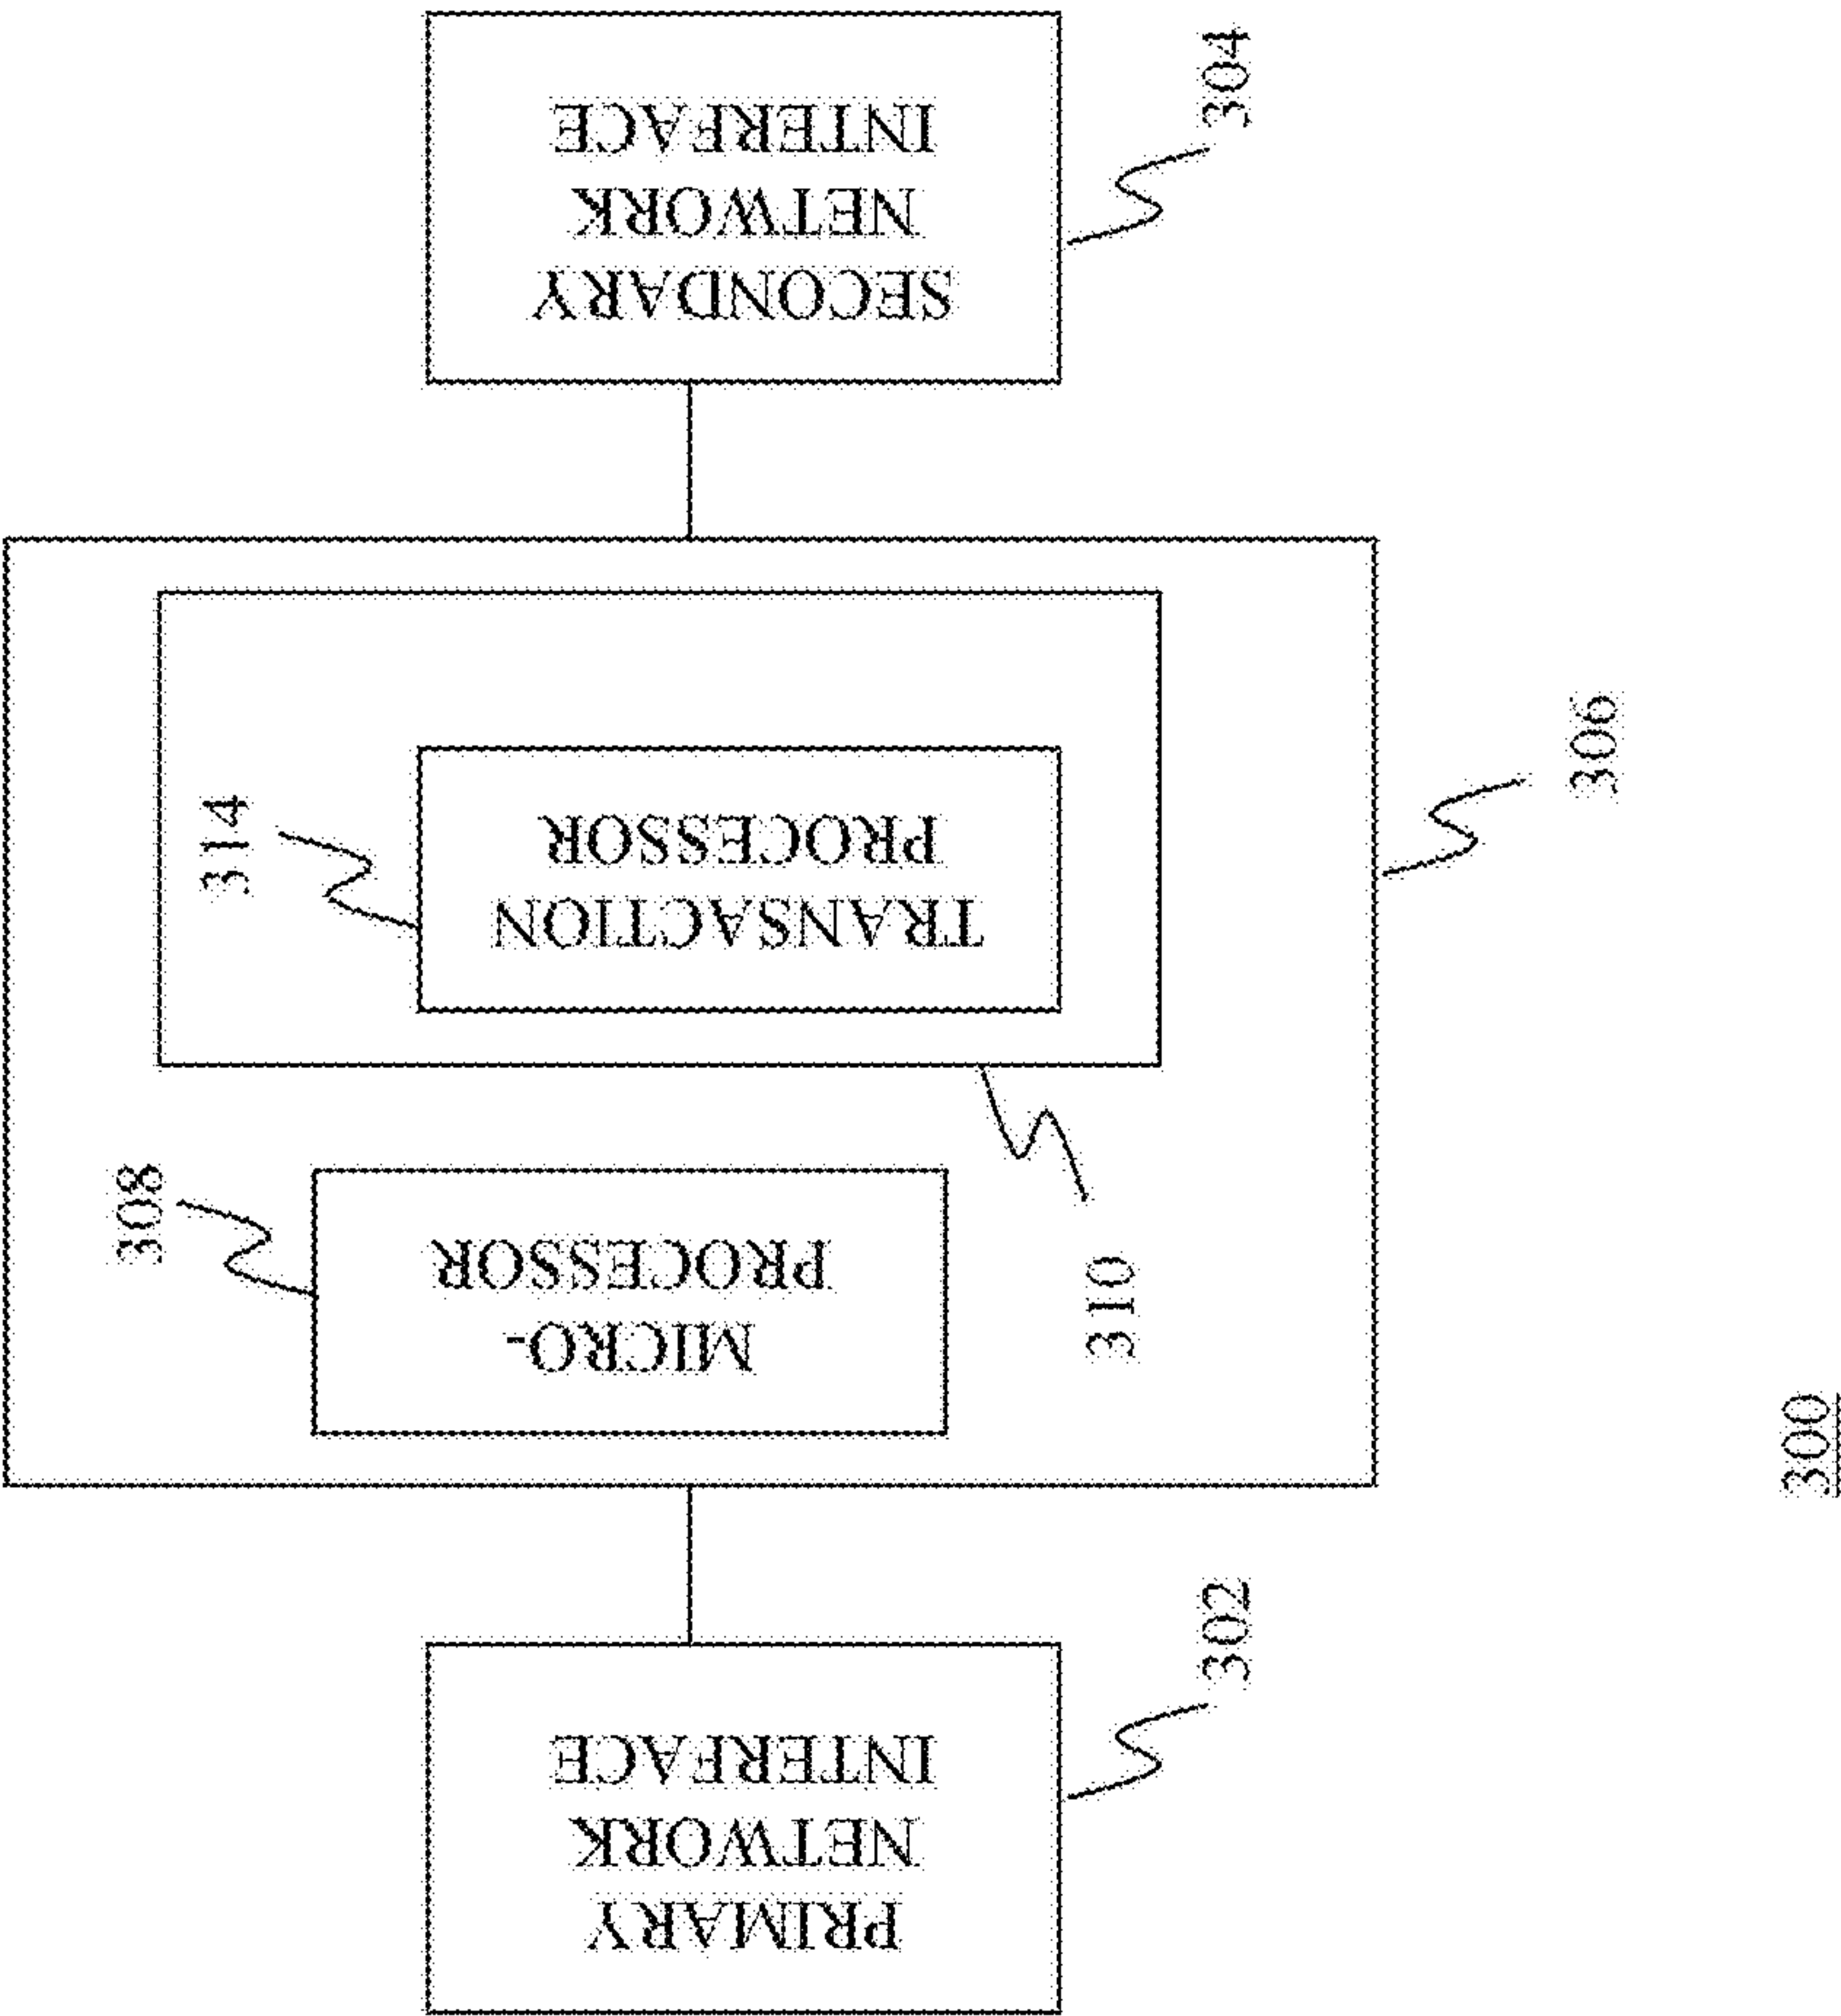 SECONDARY
NETWORK
INTERFACE
304
314
TRANSACTION
PROCESSOR
306
308
MICRO-
PROCESSOR
310
300
PRIMARY
NETWORK
INTERFACE
302